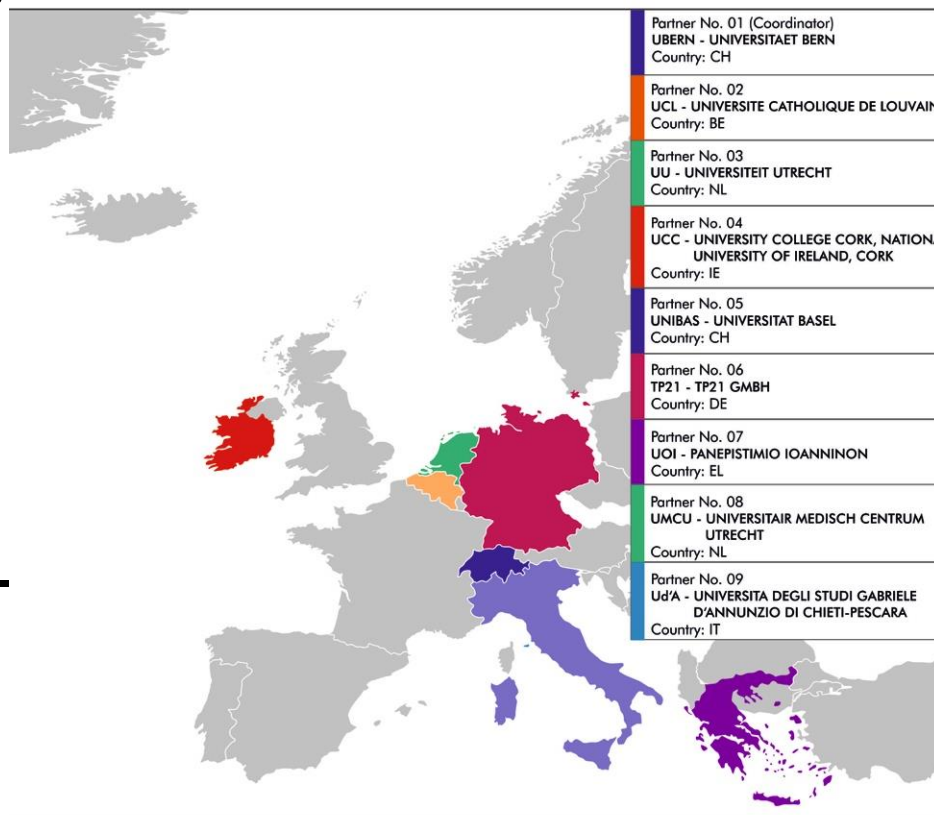 Partner No. 01 (Coordinator)
UBERN - UNIVERSITAET BERN
Country: CH
Partner No. 02
UCL - UNIVERSITE CATHOLIQUE DE LOUVAIN
Country: BE
Partner No. 03
UU - UNIVERSITEIT UTRECHT
Country: NL
Partner No. 04
UCC - UNIVERSITY COLLEGE CORK, NATIONA
UNIVERSITY OF IRELAND, CORK
Country: IE
Partner No. 05
UNIBAS - UNIVERSITAT BASEL
Country: CH
Partner No. 06
TP21 - TP21 GMBH
Country: DE
Partner No. 07
UOI - PANEPISTIMIO IOANNINON
Country: EL
Partner No. 08
UMCU - UNIVERSITAIR MEDISCH CENTRUM
UTRECHT
Country: NL
Partner No. 09
Ud'A - UNIVERSITA DEGLI STUDI GABRIELE
D'ANNUNZIO DI CHIETI-PESCARA
Country: IT